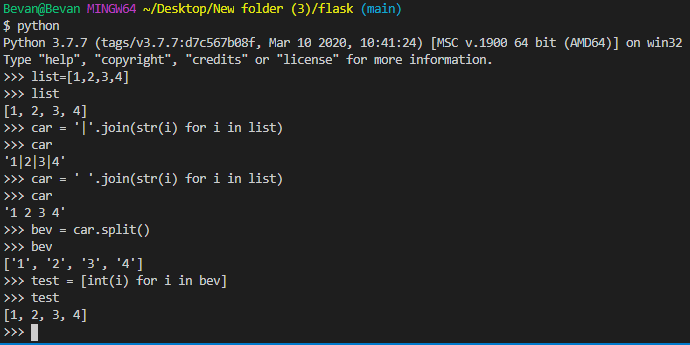 Bevan@Bevan MINGW64 ~/Desktop/New folder (3)/flask (main)
$ python
Python 3.7.7 (tags/v3.7.7:d7c567b08f, Mar 10 2020, 10:41:24) [MSC v.1900 64 bit (AMD64)] on win32
Type "help", "copyright", "credits" or "license" for more information.
>>> list=[1,2,3,4]
>>> list
[1, 2, 3, 4]
>>> car = '|'.join(str(i) for i in list)
>>> car
'1|2|3|4'
>>> car = ' '.join(str(i) for i in list)
>>> car
'1 2 3 4'
>>> bev = car.split()
>>> bev
['1', '2', '3', '4']
>>> test = [int(i) for i in bev]
>>> test
[1, 2, 3, 4]
>>>